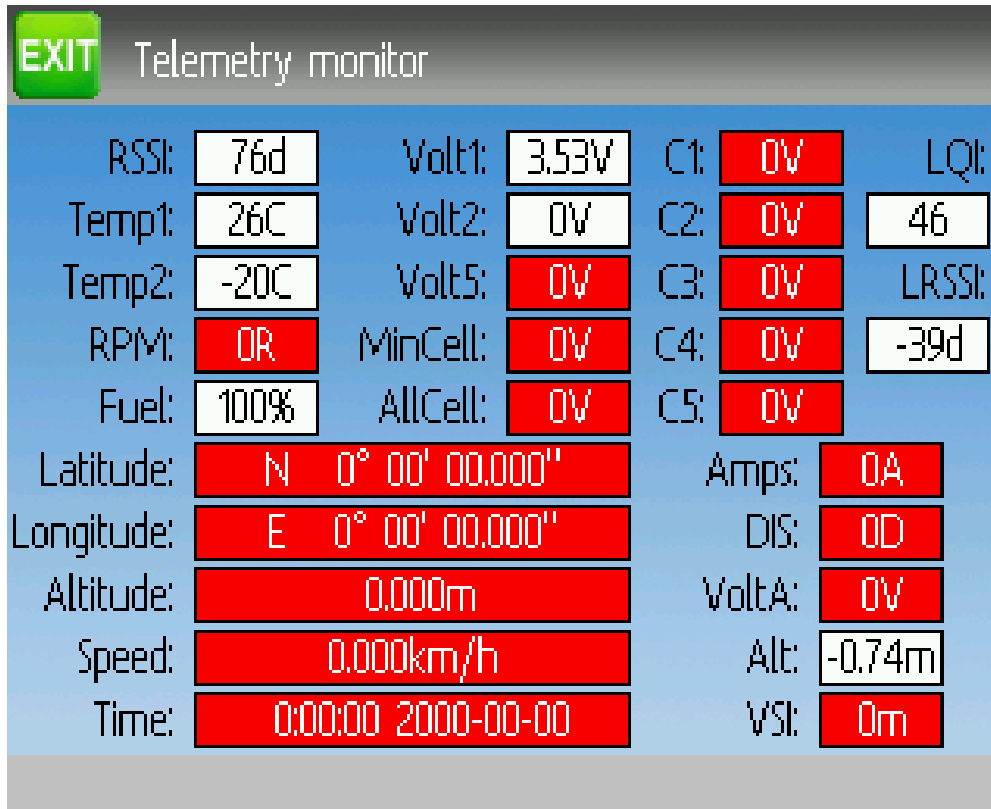 EXIT Telemetry monitor
RSSI: 76d Volt1: 3.53V C1: 0V LQI:
Temp1: 26C Volt2: 0V C2: 0V 46
Temp2: -20C Volt5: 0V C3: 0V LRSSI:
RPM: 0R MinCell: 0V C4: 0V -39d
Fuel: 100% AllCell: 0V C5: 0V
Latitude: N 0° 00' 00.000" Amps: 0A
Longitude: E 0° 00' 00.000" DIS: 0D
Altitude: 0.000m VoltA: 0V
Speed: 0.000km/h Alt: -0.74m
Time: 0:00:00 2000-00-00 VSI: 0m